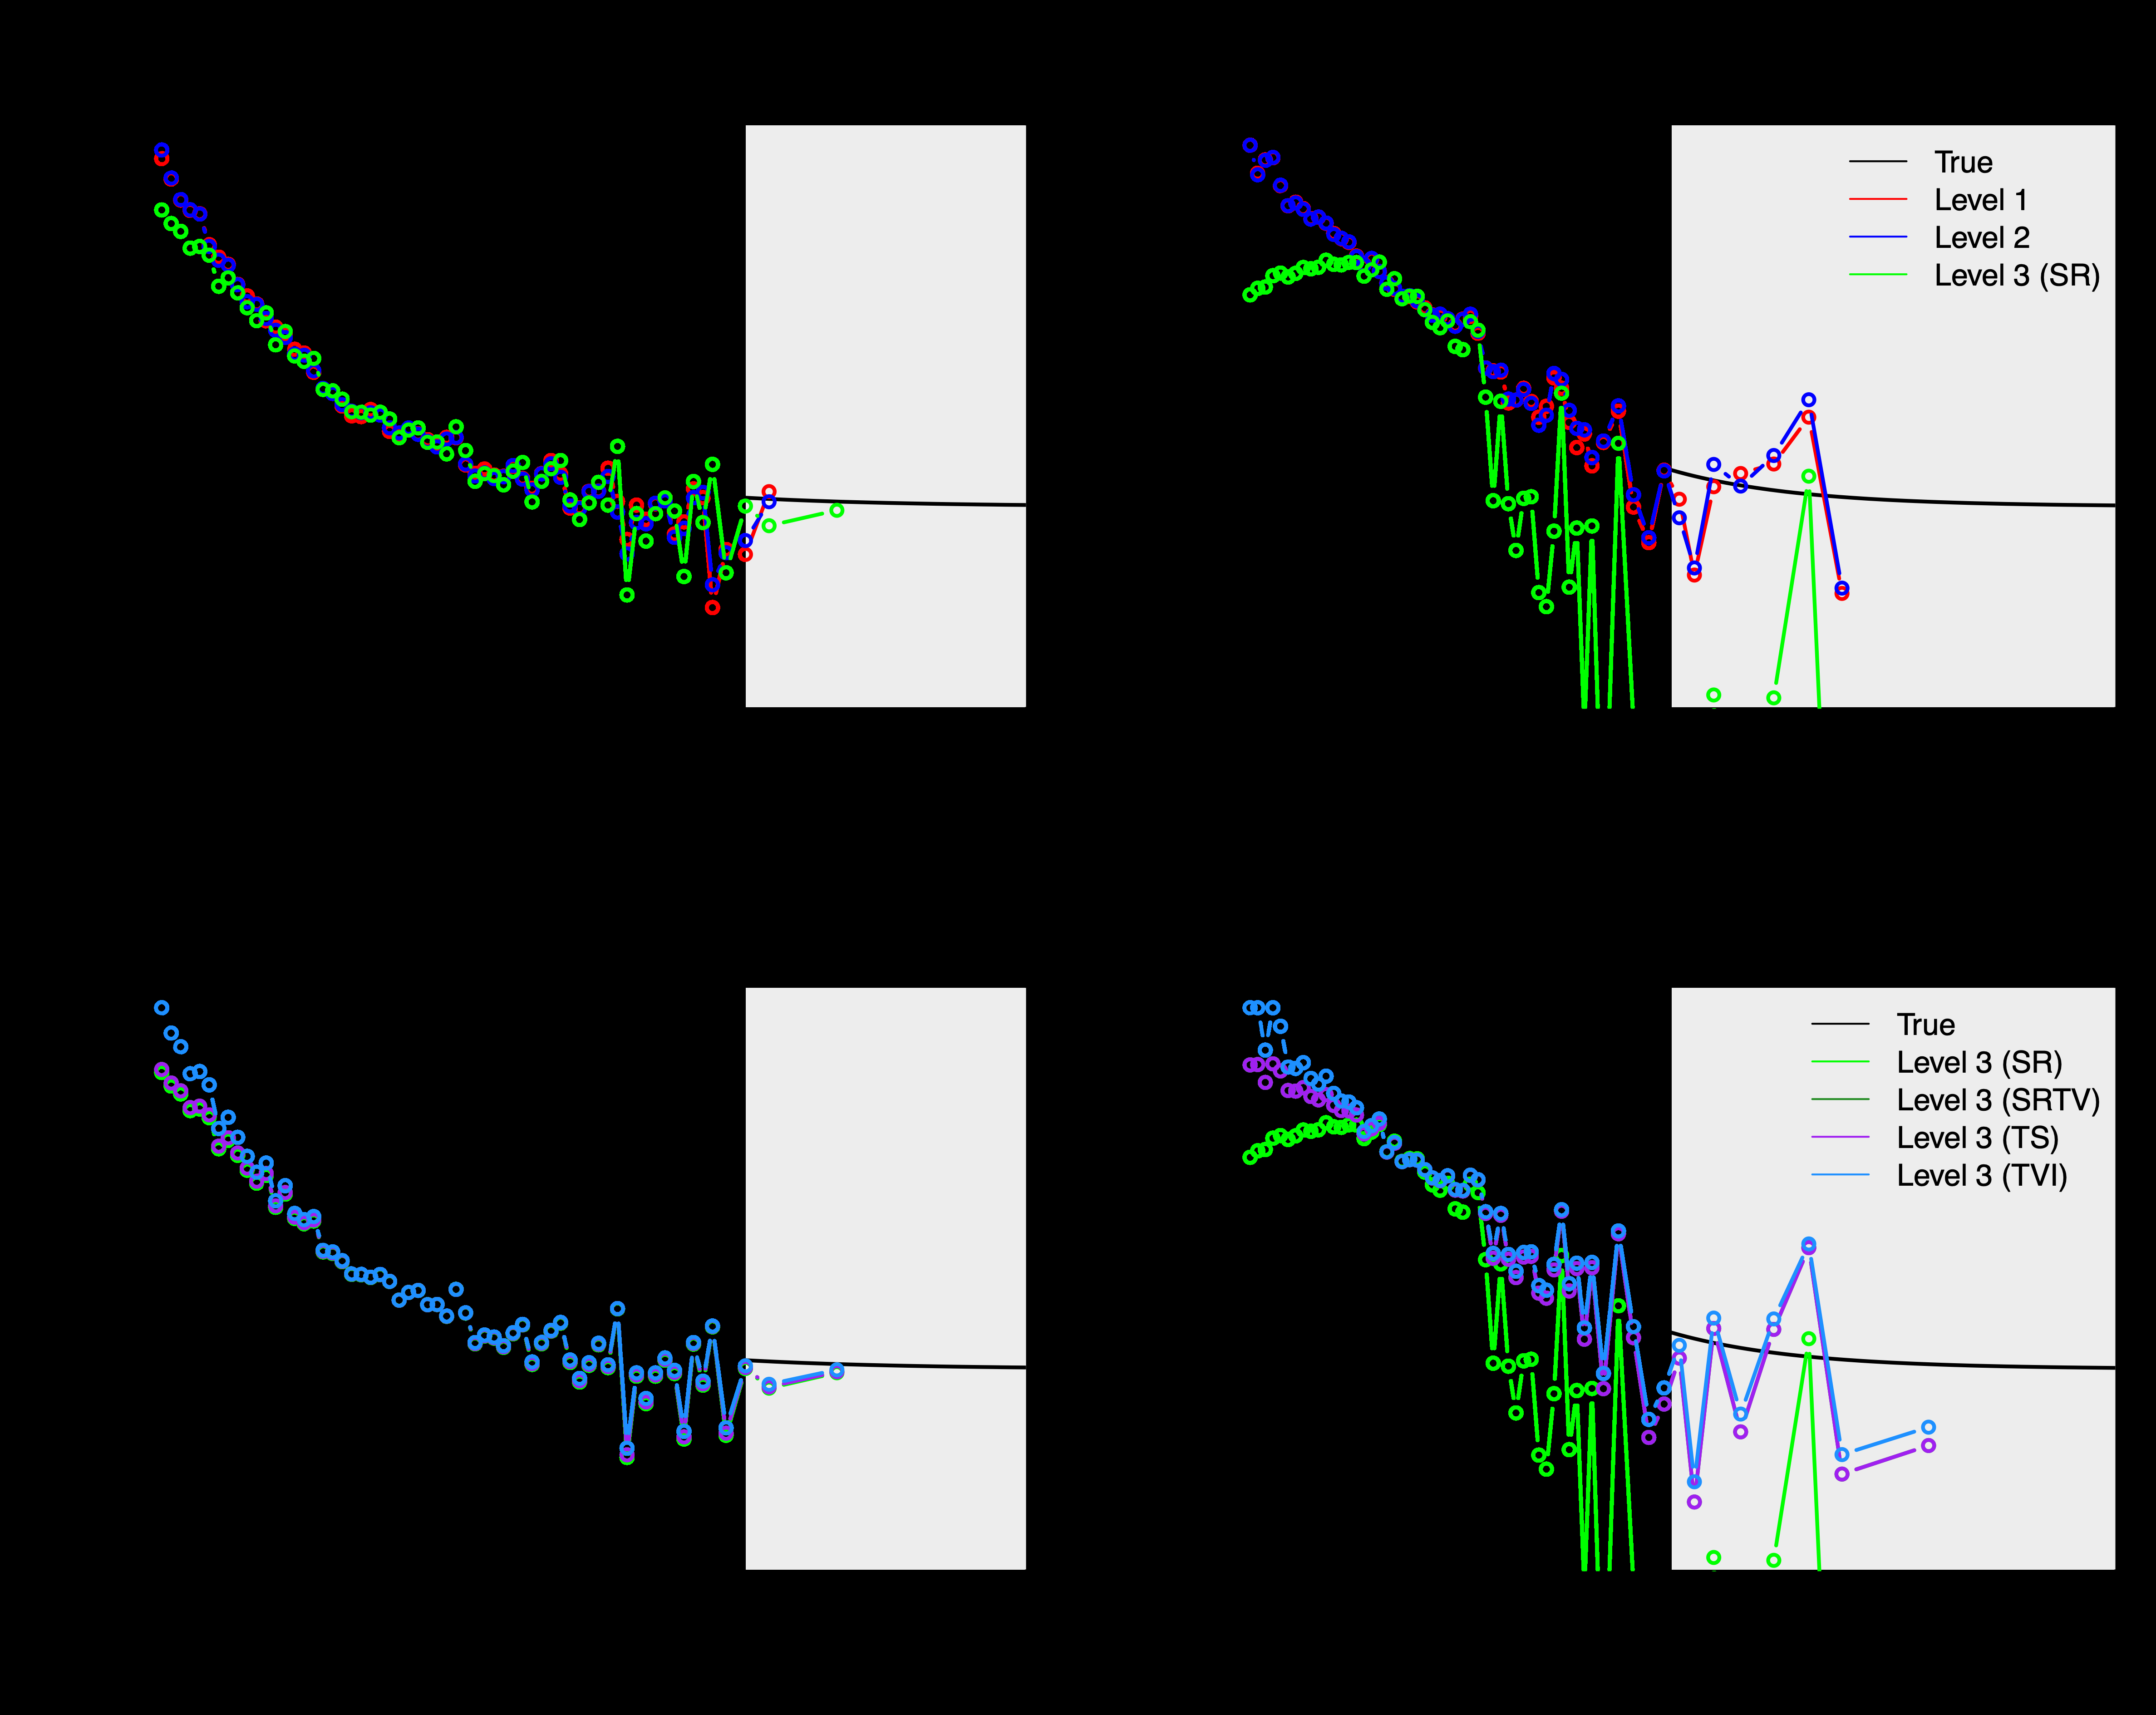 True
Level 1
Level 2
Level 3 (SR)
True
Level 3 (SR)
Level 3 (SRTV)
Level 3 (TS)
Level 3 (TVI)